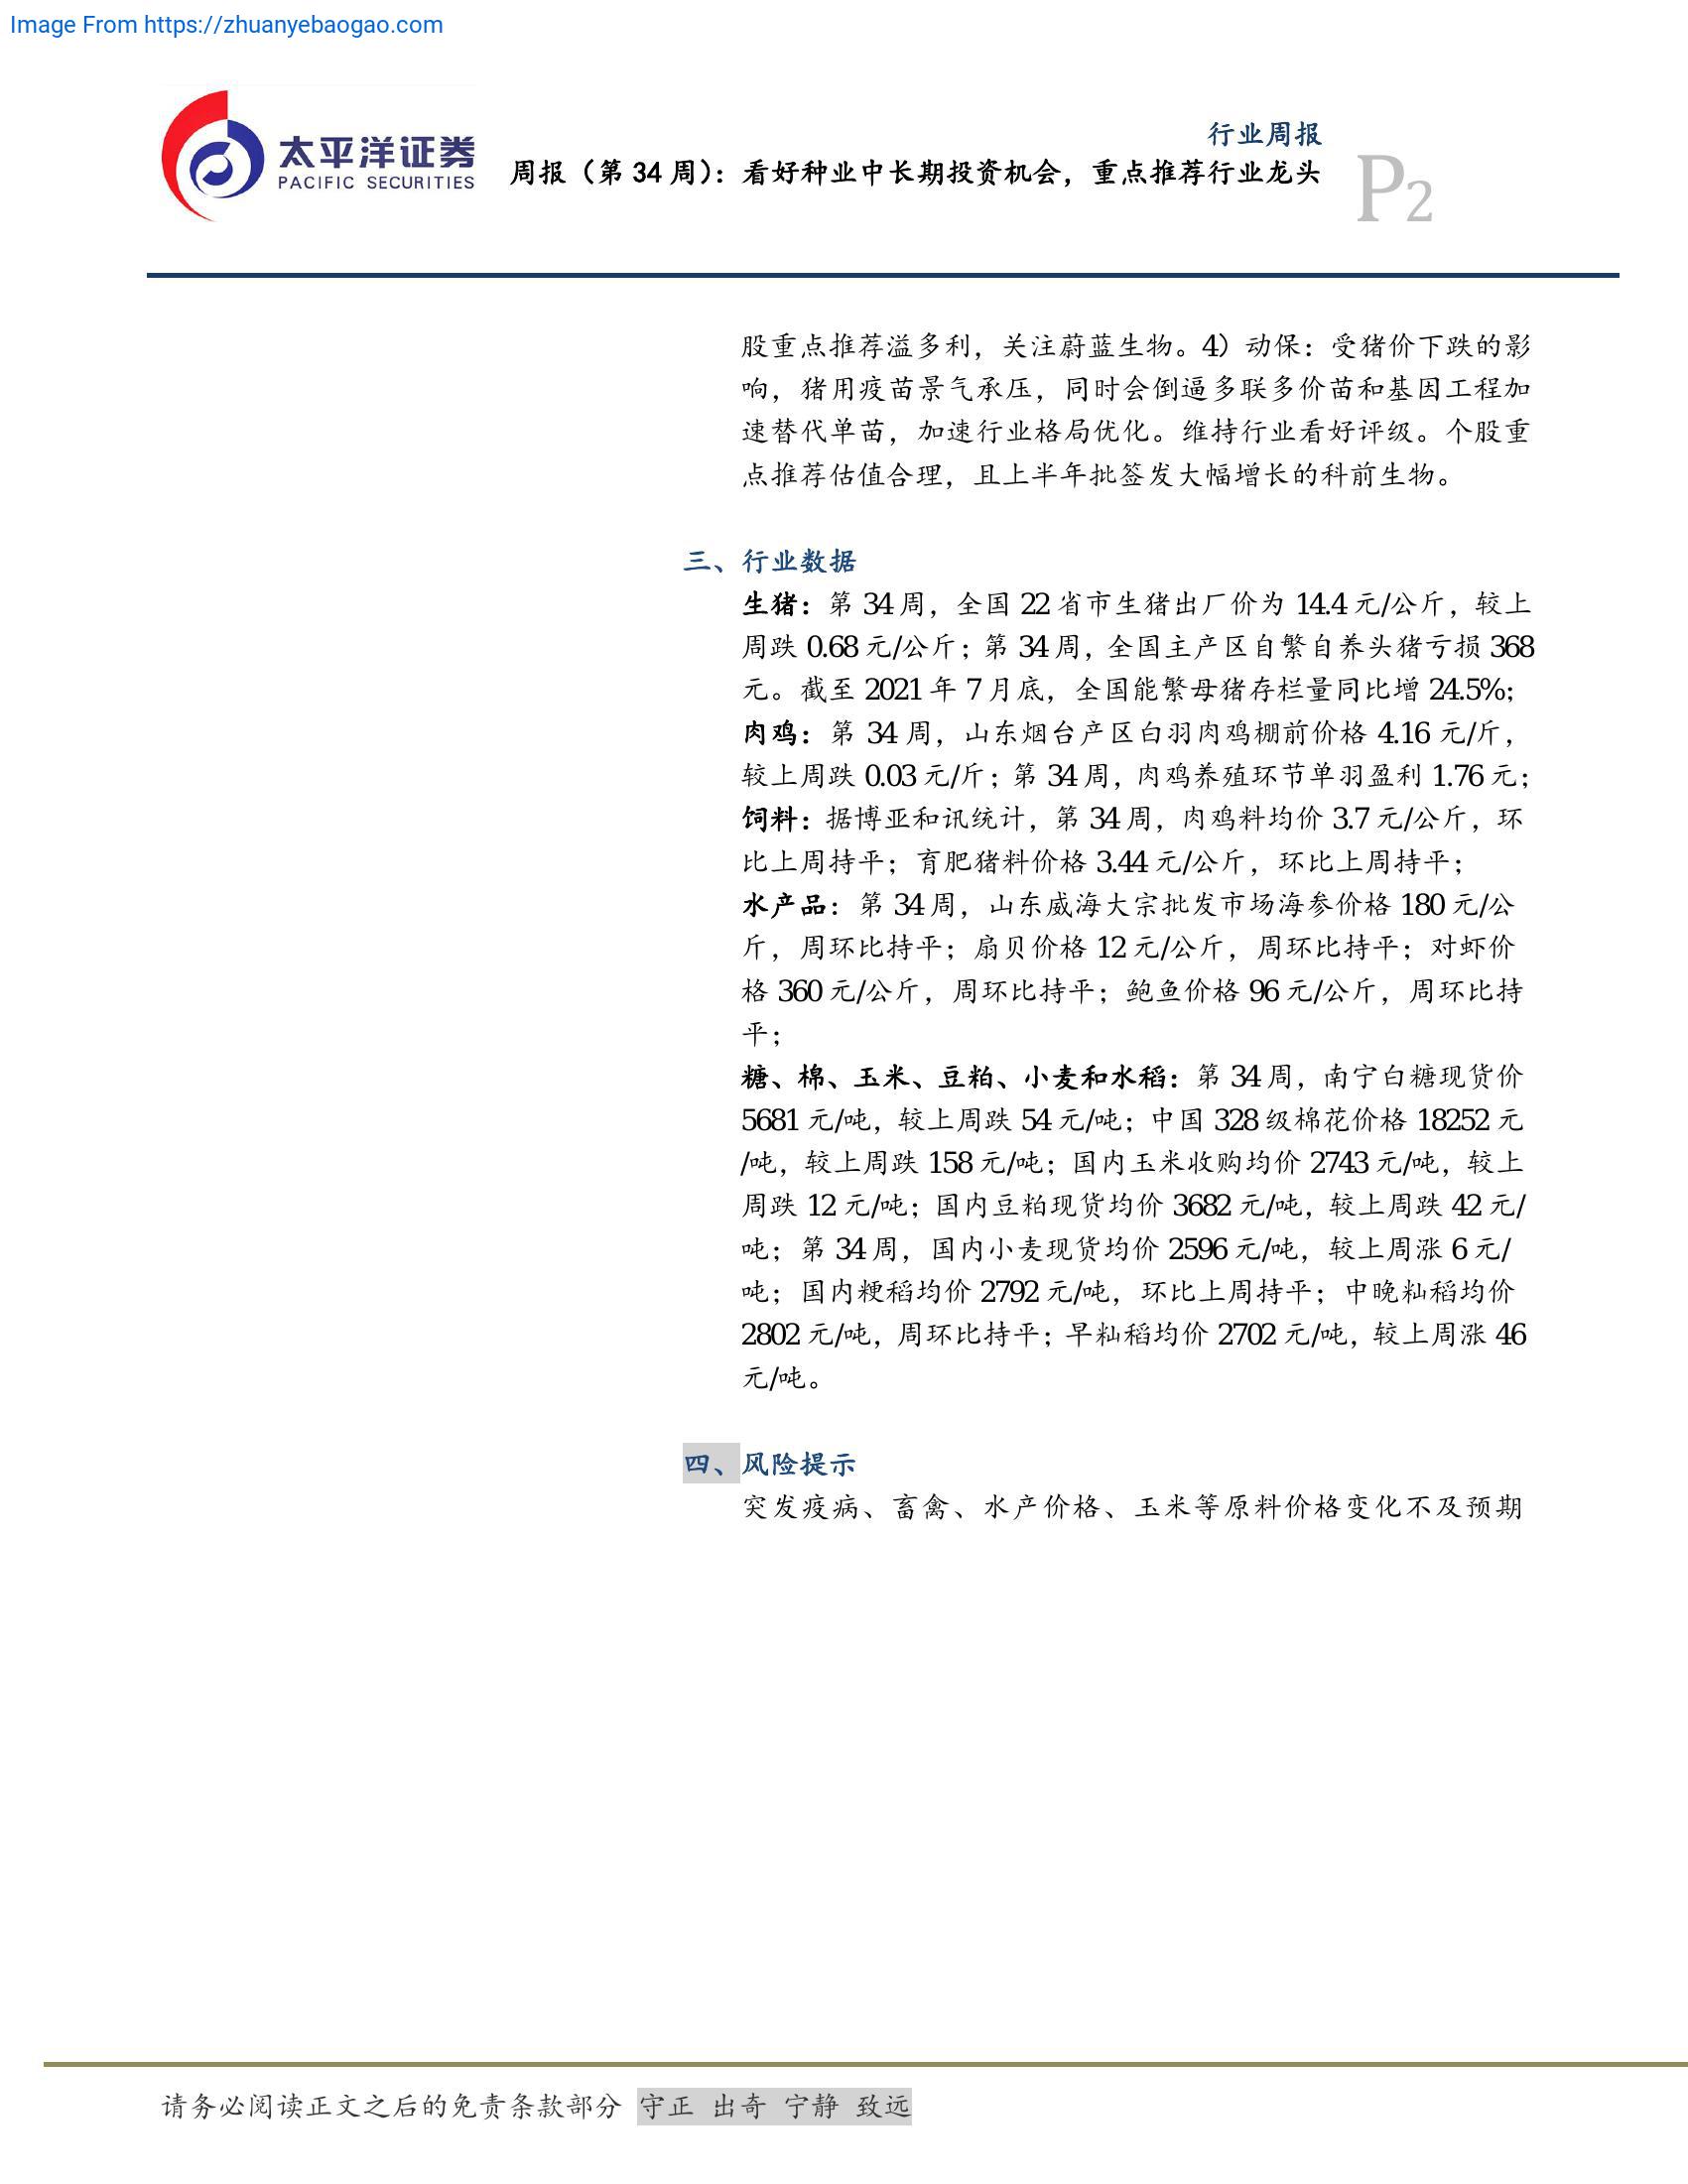 Image From https://zhuanyebaogao.com
太平洋证券
PACIFIC SECURITIES
行业周报
周报（第 34 周）：看好种业中长期投资机会，重点推荐行业龙头
P2
股重点推荐溢多利，关注蔚蓝生物。4）动保：受猪价下跌的影
响，猪用疫苗景气承压，同时会倒逼多联多价苗和基因工程加
速替代单苗，加速行业格局优化。维持行业看好评级。个股重
点推荐估值合理，且上半年批签发大幅增长的科前生物。
三、行业数据
生猪：第 34 周，全国 22 省市生猪出厂价为 14.4 元/公斤，较上
周跌 0.68 元/公斤；第 34 周，全国主产区自繁自养头猪亏损 368
元。截至 2021 年 7 月底，全国能繁母猪存栏量同比增 24.5%；
肉鸡：第 34 周，山东烟台产区白羽肉鸡棚前价格 4.16 元/斤，
较上周跌 0.03 元/斤；第 34 周，肉鸡养殖环节单羽盈利 1.76 元；
饲料：据博亚和讯统计，第 34 周，肉鸡料均价 3.7 元/公斤，环
比上周持平；育肥猪料价格 3.44 元/公斤，环比上周持平；
水产品：第 34 周，山东威海大宗批发市场海参价格 180 元/公
斤，周环比持平；扇贝价格 12 元/公斤，周环比持平；对虾价
格 360 元/公斤，周环比持平；鲍鱼价格 96 元/公斤，周环比持
平；
糖、棉、玉米、豆粕、小麦和水稻：第 34 周，南宁白糖现货价
5681 元/吨，较上周跌 54 元/吨；中国 328 级棉花价格 18252 元
/吨，较上周跌 158 元/吨；国内玉米收购均价 2743 元/吨，较上
周跌 12 元/吨；国内豆粕现货均价 3682 元/吨，较上周跌 42 元/
吨；第 34 周，国内小麦现货均价 2596 元/吨，较上周涨 6 元/
吨；国内粳稻均价 2792 元/吨，环比上周持平；中晚籼稻均价
2802 元/吨，周环比持平；早籼稻均价 2702 元/吨，较上周涨 46
元/吨。
四、风险提示
突发疫病、畜禽、水产价格、玉米等原料价格变化不及预期
请务必阅读正文之后的免责条款部分 守正 出奇 宁静 致远